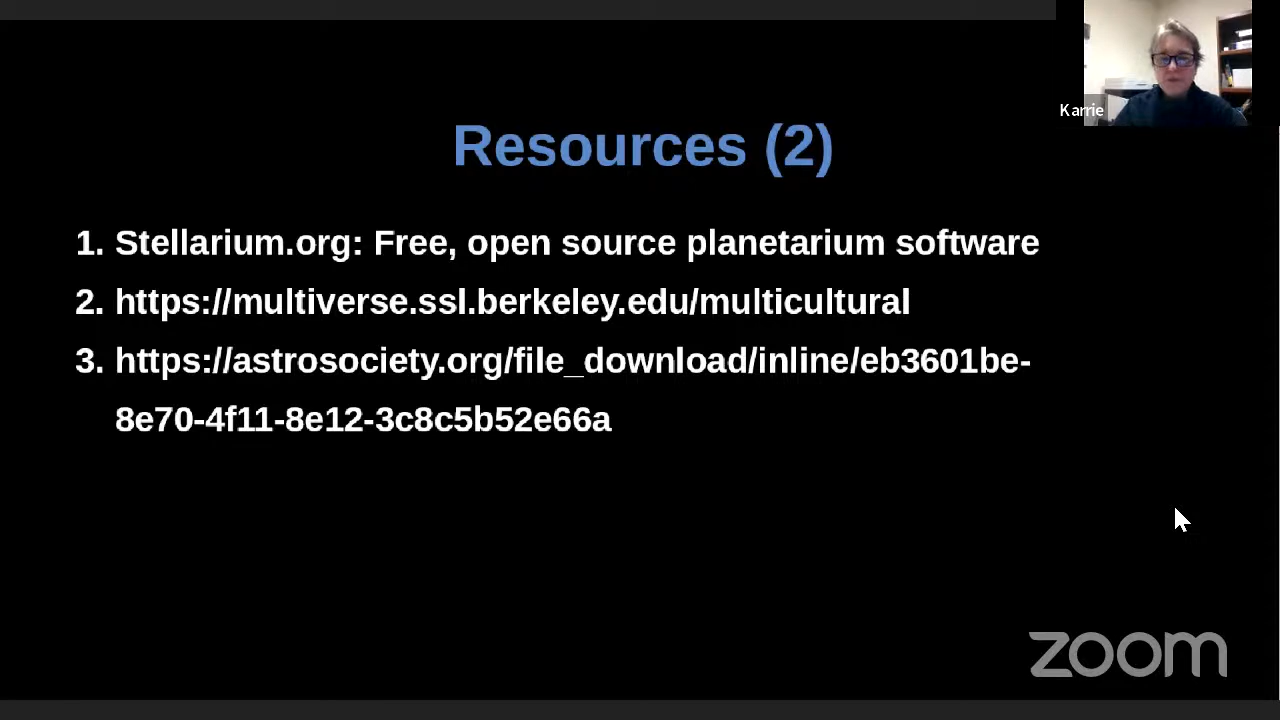 Karrie
Resources (2)
1. Stellarium.org: Free, open source planetarium software
2. https://multiverse.ssl.berkeley.edu/multicultural
3. https://astrosociety.org/file_download/inline/eb3601be-
8e70-4f11-8e12-3c8c5b52e66a
zoom